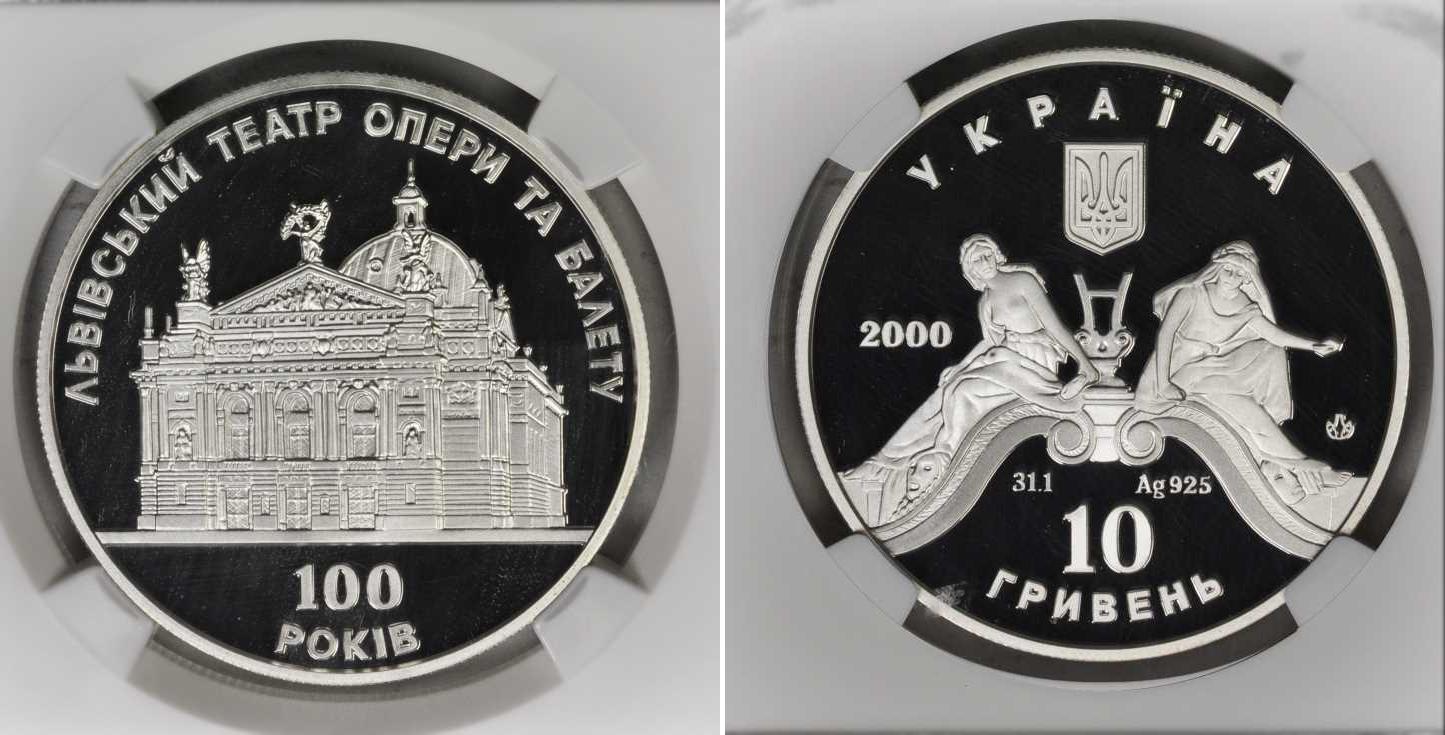 ЛЬВІВСЬКИЙ ТЕАТР ОПЕРИ ТА БАЛЕТУ
100
РОКІВ
УКРАЇНА
2000
31.1 Ag 925
10
ГРИВЕНЬ